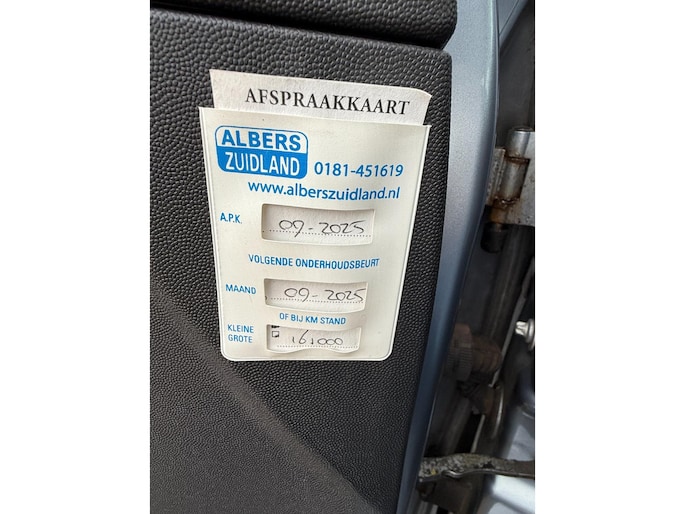 AFSPRAAKKAART
ALBERS
ZUIDLAND 0181-451619
www.alberszuidland.nl
A.P.K. 09-2025
VOLGENDE ONDERHOUDSBEURT
MAAND 09-2025
OF BIJ KM STAND
KLEINE
GROTE 161000